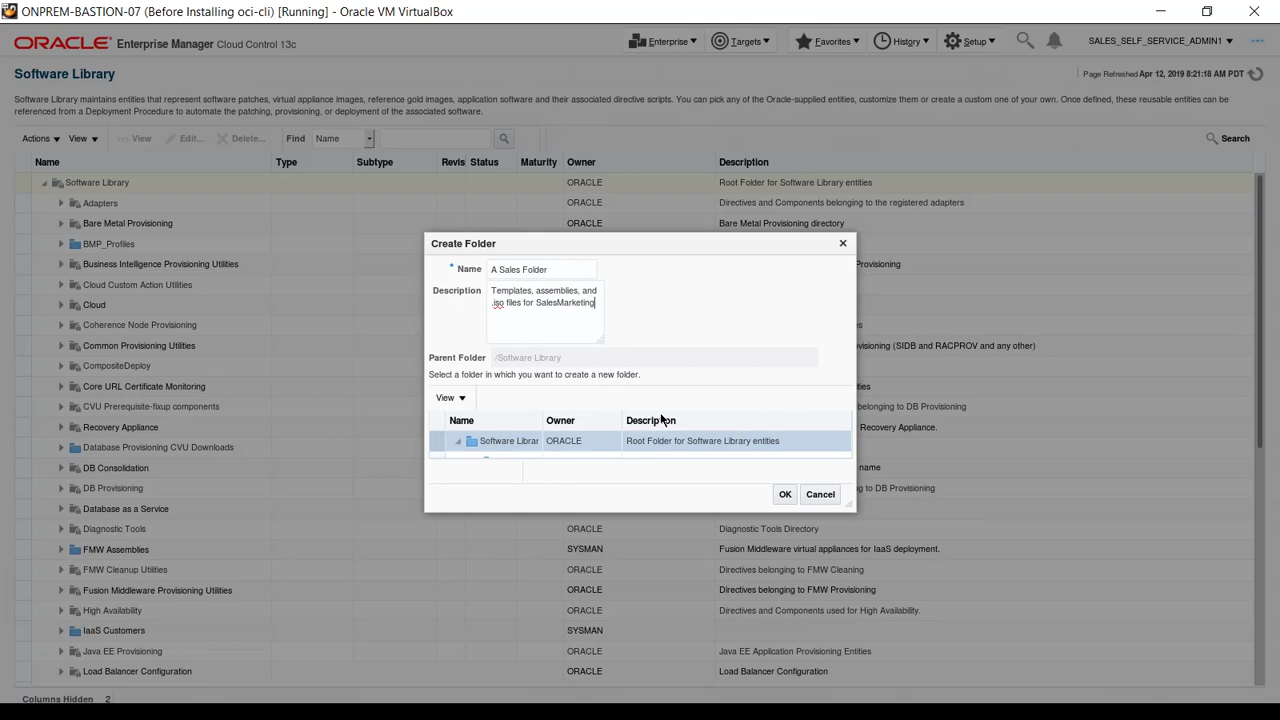 ONPREM-BASTION-07 (Before Installing oci-cli) [Running] - Oracle VM VirtualBox
ORACLE Enterprise Manager Cloud Control 13c
Enterprise Targets Favorites History Setup SALES_SELF_SERVICE_ADMIN1
Software Library
Page Refreshed Apr 12, 2019 8:21:18 AM PDT
Software Library maintains entities that represent software patches, virtual appliance images, reference gold images, application software and their associated directive scripts. You can pick any of the Oracle-supplied entities, customize them or create a custom one of your own. Once defined, these can be
referenced from a Deployment Procedure to automate the patching, provisioning, or deployment of the associated software.
Actions View View Edit... Delete... Find Name Search
Name Type Subtype Revis Status Maturity Owner Description
Software Library ORACLE Root Folder for Software Library entities
Adapters ORACLE Directives and Components belonging to the registered adapters
Bare Metal Provisioning ORACLE Bare Metal Provisioning directory
BMP_Profiles
Business Intelligence Provisioning Utilities
Cloud Custom Action Utilities
Cloud
Coherence Node Provisioning
Common Provisioning Utilities visioning (SIDB and RACPROV and any other)
CompositeDeploy
Core URL Certificate Monitoring ties
CVU Prerequisite-fixup components belonging to DB Provisioning
Recovery Appliance Recovery Appliance.
Database Provisioning CVU Downloads
DB Consolidation name
DB Provisioning ng to DB Provisioning
Database as a Service
Diagnostic Tools ORACLE Diagnostic Tools Directory
FMW Assemblies SYSMAN Fusion Middleware virtual appliances for IaaS deployment.
FMW Cleanup Utilities ORACLE Directives belonging to FMW Cleaning
Fusion Middleware Provisioning Utilities ORACLE Directives belonging to FMW Provisioning
High Availability ORACLE Directives and Components used for High Availability.
IaaS Customers SYSMAN
Java EE Provisioning ORACLE Java EE Application Provisioning Entities
Load Balancer Configuration ORACLE Load Balancer Configuration
Columns Hidden 2
Create Folder
* Name A Sales Folder
Description Templates, assemblies, and
.iso files for SalesMarketing
Parent Folder /Software Library
Select a folder in which you want to create a new folder.
View
Name Owner Description
Software Librar ORACLE Root Folder for Software Library entities
OK Cancel